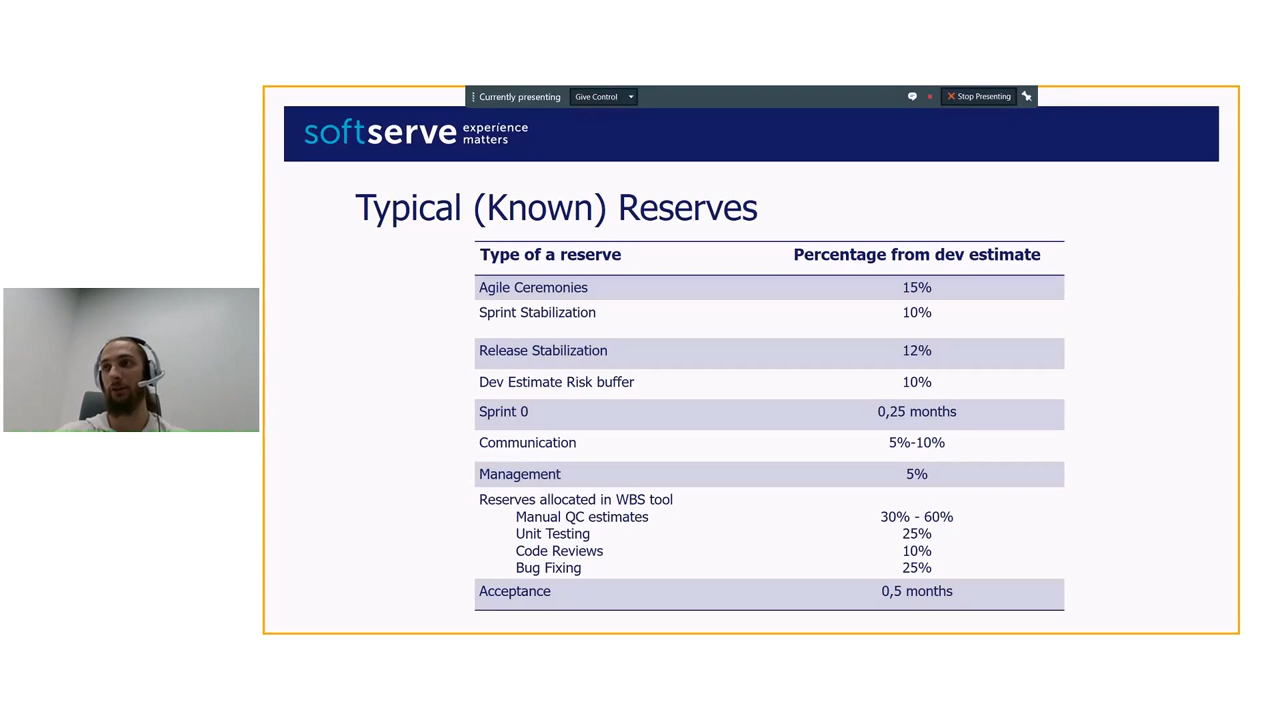 Currently presenting Give Control Stop Presenting
softserve experience matters
Typical (Known) Reserves
Type of a reserve Percentage from dev estimate
Agile Ceremonies 15%
Sprint Stabilization 10%
Release Stabilization 12%
Dev Estimate Risk buffer 10%
Sprint 0 0,25 months
Communication 5%-10%
Management 5%
Reserves allocated in WBS tool
Manual QC estimates 30% - 60%
Unit Testing 25%
Code Reviews 10%
Bug Fixing 25%
Acceptance 0,5 months